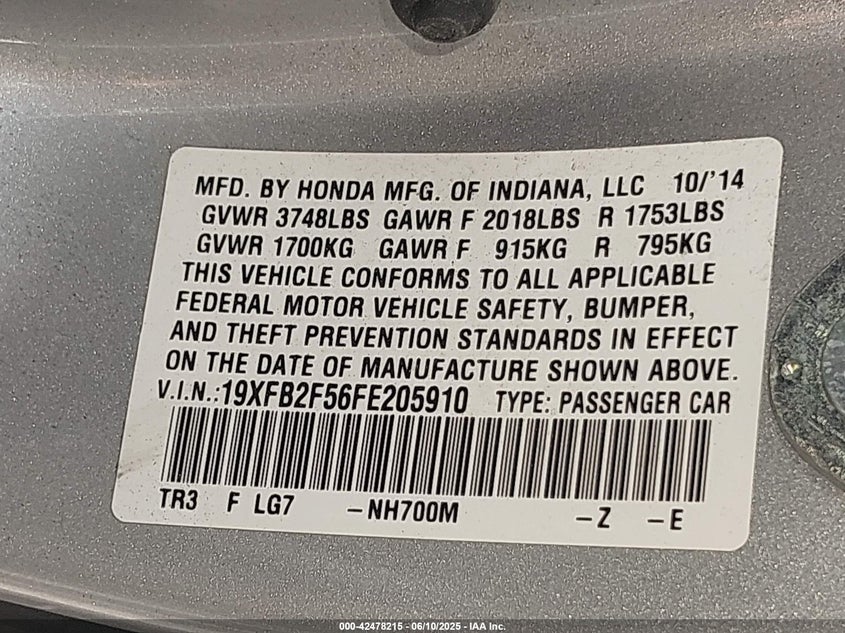 MFD. BY HONDA MFG. OF INDIANA, LLC 10/'14
GVWR 3748LBS GAWR F 2018LBS R 1753LBS
GVWR 1700KG GAWR F 915KG R 795KG
THIS VEHICLE CONFORMS TO ALL APPLICABLE
FEDERAL MOTOR VEHICLE SAFETY, BUMPER,
AND THEFT PREVENTION STANDARDS IN EFFECT
ON THE DATE OF MANUFACTURE SHOWN ABOVE.
V.I.N.:19XFB2F56FE205910 TYPE: PASSENGER CAR
TR3 F LG7 -NH700M -Z -E
000-42478215 - 06/10/2025 - IAA Inc.